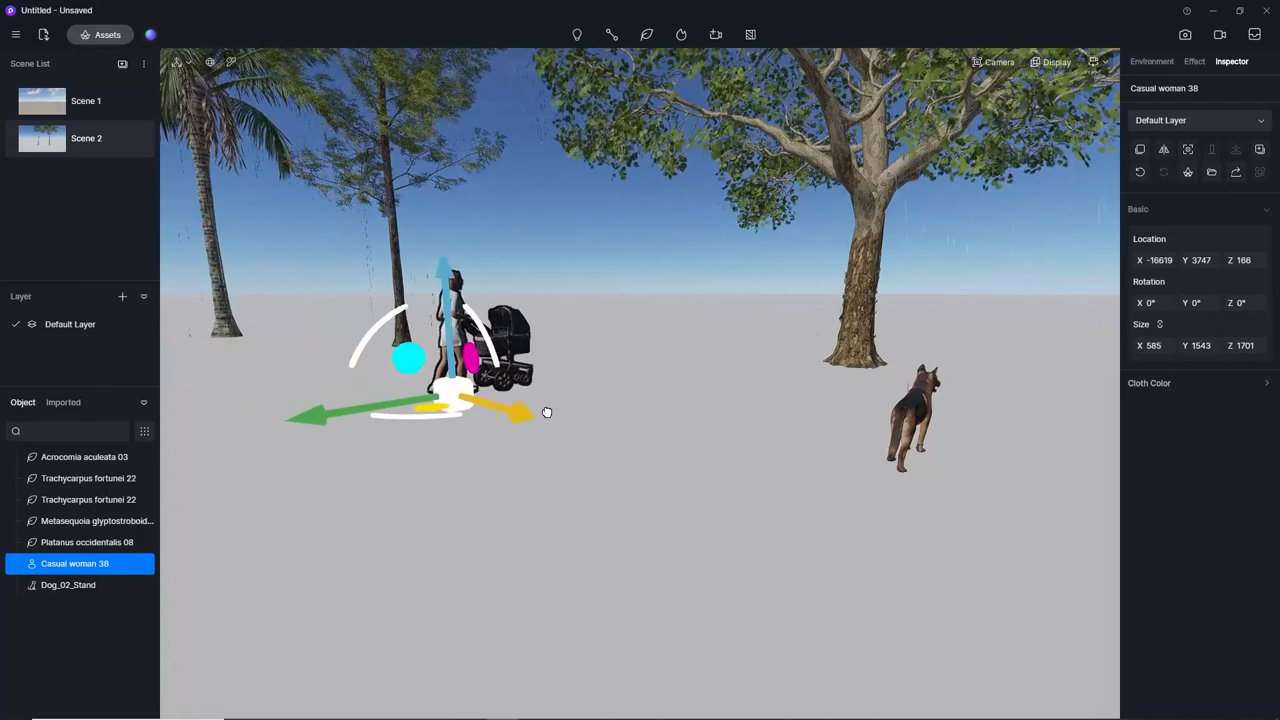 Untitled - Unsaved
Assets
Scene List
Scene 1
Scene 2
Layer
Default Layer
Object
Imported
Acrocomia aculeata 03
Trachycarpus fortunei 22
Trachycarpus fortunei 22
Metasequoia glyptostroboid...
Platanus occidentalis 08
Casual woman 38
Dog_02_Stand
Camera
Display
Environment
Effect
Inspector
Casual woman 38
Default Layer
Basic
Location
X -16619 Y 3747 Z 166
Rotation
X 0° Y 0° Z 0°
Size
X 585 Y 1543 Z 1701
Cloth Color